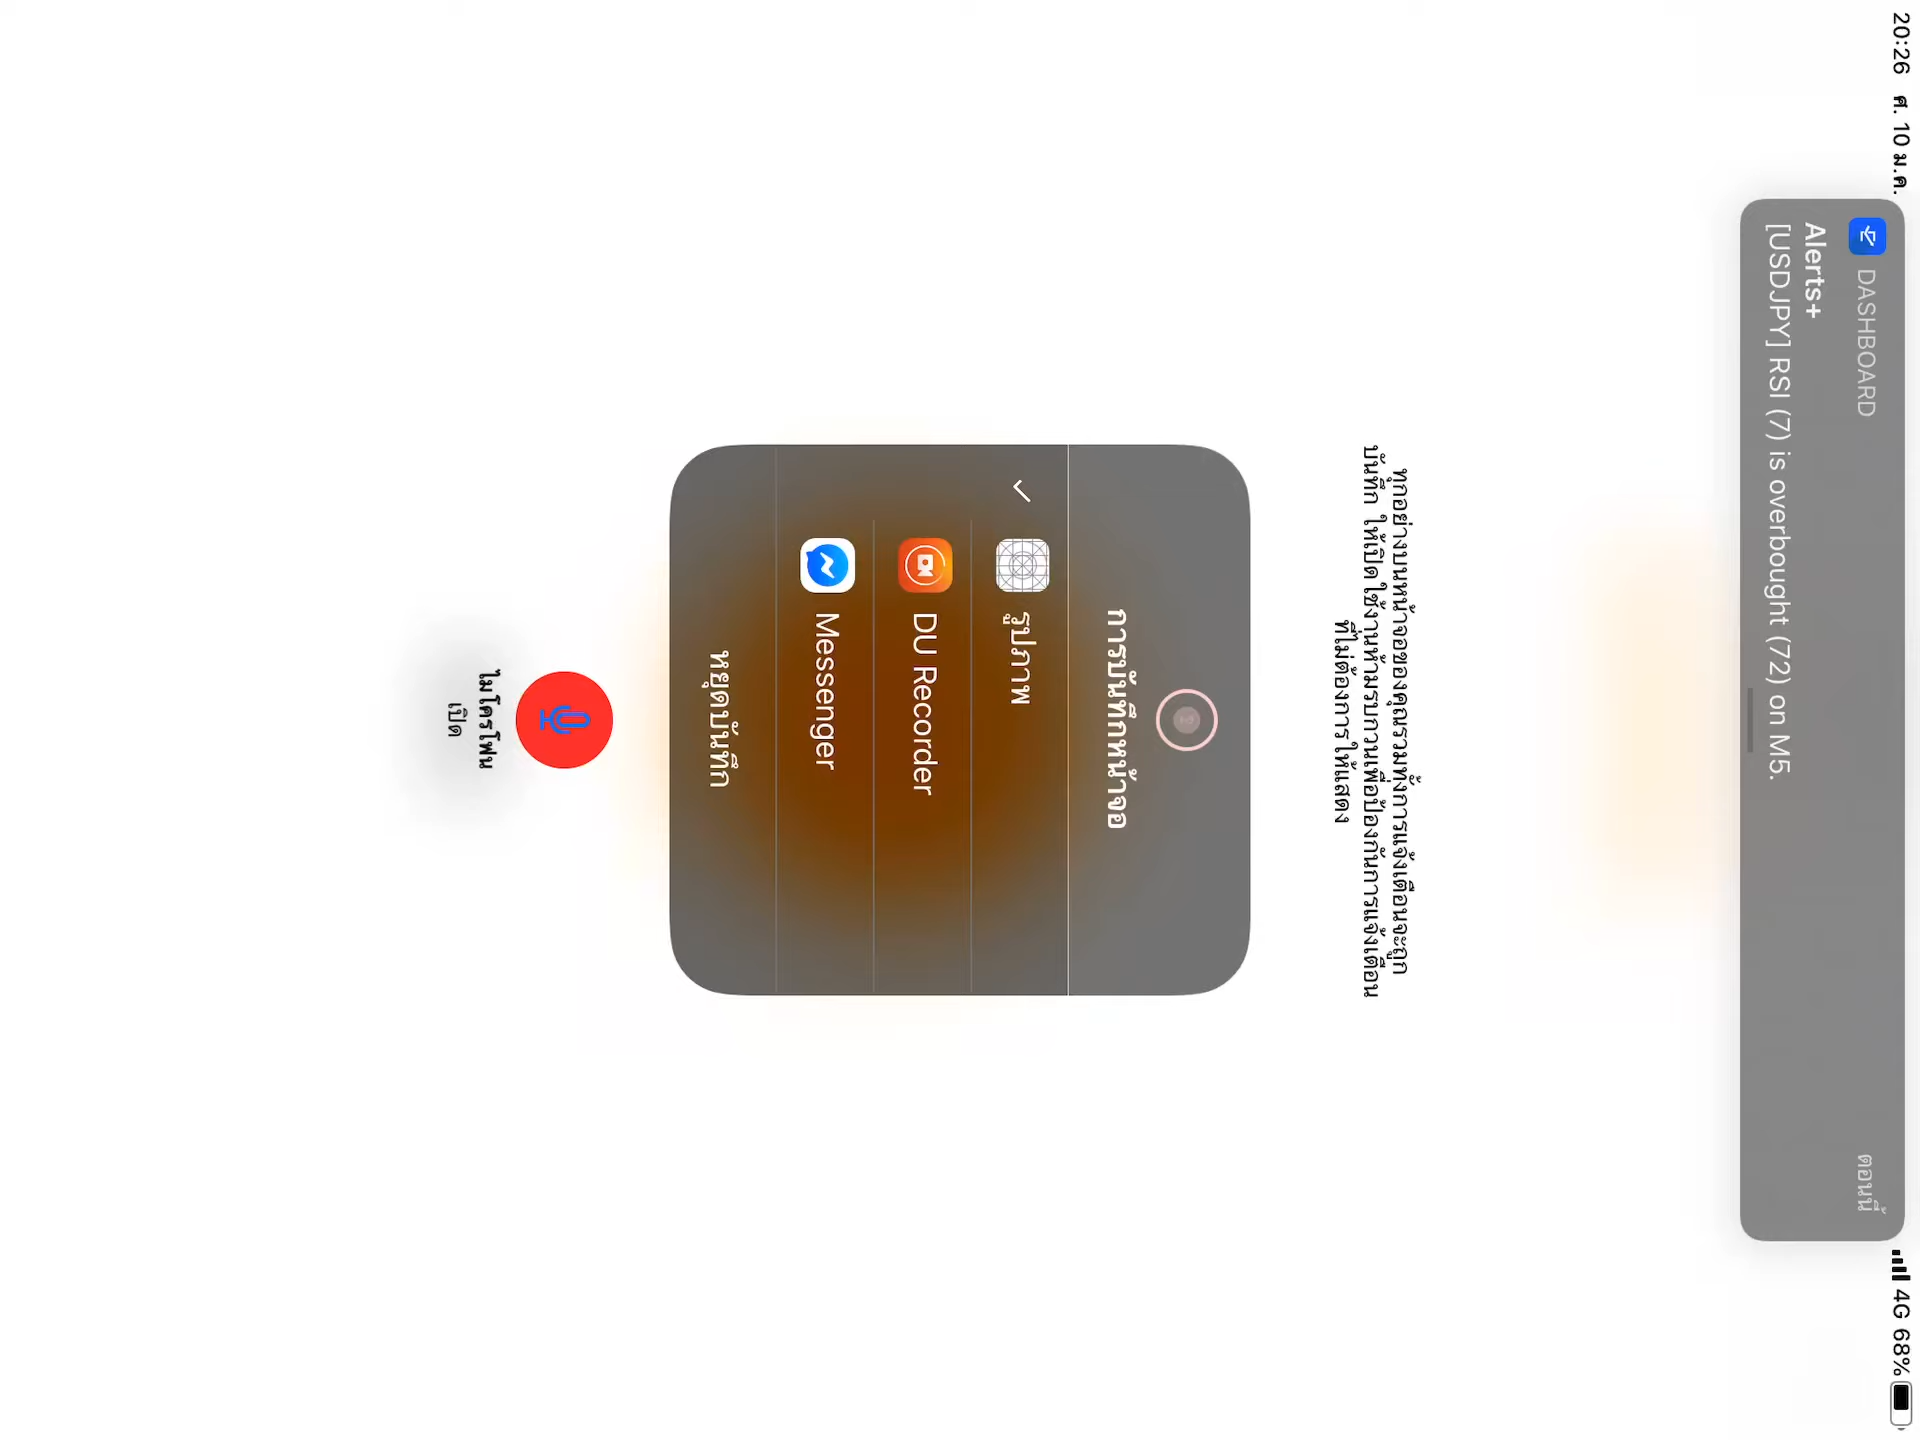 20:26 ศ. 10 ม.ค.
4G 68%
DASHBOARD
ตอนนี้
Alerts+
[USDJPY] RSI (7) is overbought (72) on M5.
ทุกอย่างบนหน้าจอของคุณรวมทั้งการแจ้งเตือนจะถูก
บันทึก ให้เปิดใช้งานห้ามรบกวนเพื่อป้องกันการแจ้งเตือน
ที่ไม่ต้องการให้แสดง
การบันทึกหน้าจอ
รูปภาพ
DU Recorder
Messenger
หยุดบันทึก
ไมโครโฟน
เปิด